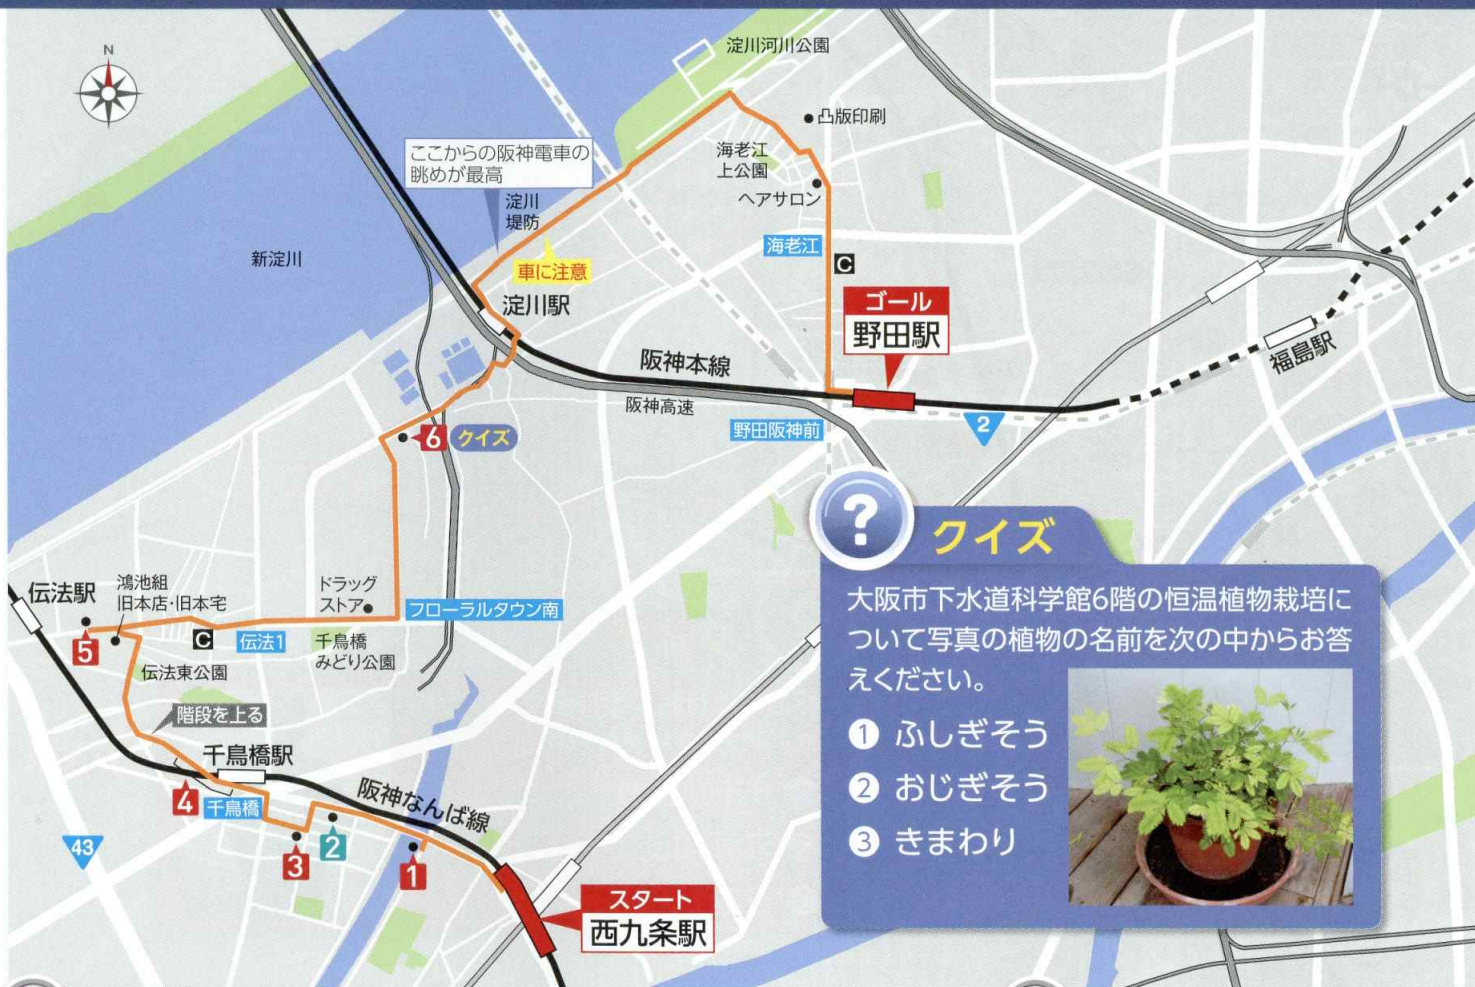 N
淀川河川公園
凸版印刷
ここからの阪神電車の
眺めが最高
海老江
上公園
ヘアサロン
淀川
堤防
新淀川
車に注意
海老江
C
淀川駅
ゴール
野田駅
阪神本線
福島駅
阪神高速
野田阪神前
2
6
クイズ
伝法駅
鴻池組
旧本店・旧本宅
ドラッグ
ストア
フローラルタウン南
5
C
伝法1
千鳥橋
みどり公園
伝法東公園
階段を上る
千鳥橋駅
4
千鳥橋
阪神なんば線
43
3
2
1
スタート
西九条駅
?
クイズ
大阪市下水道科学館6階の恒温植物栽培に
ついて写真の植物の名前を次の中からお答
えください。
❶ ふしぎそう
❷ おじぎそう
❸ きまわり